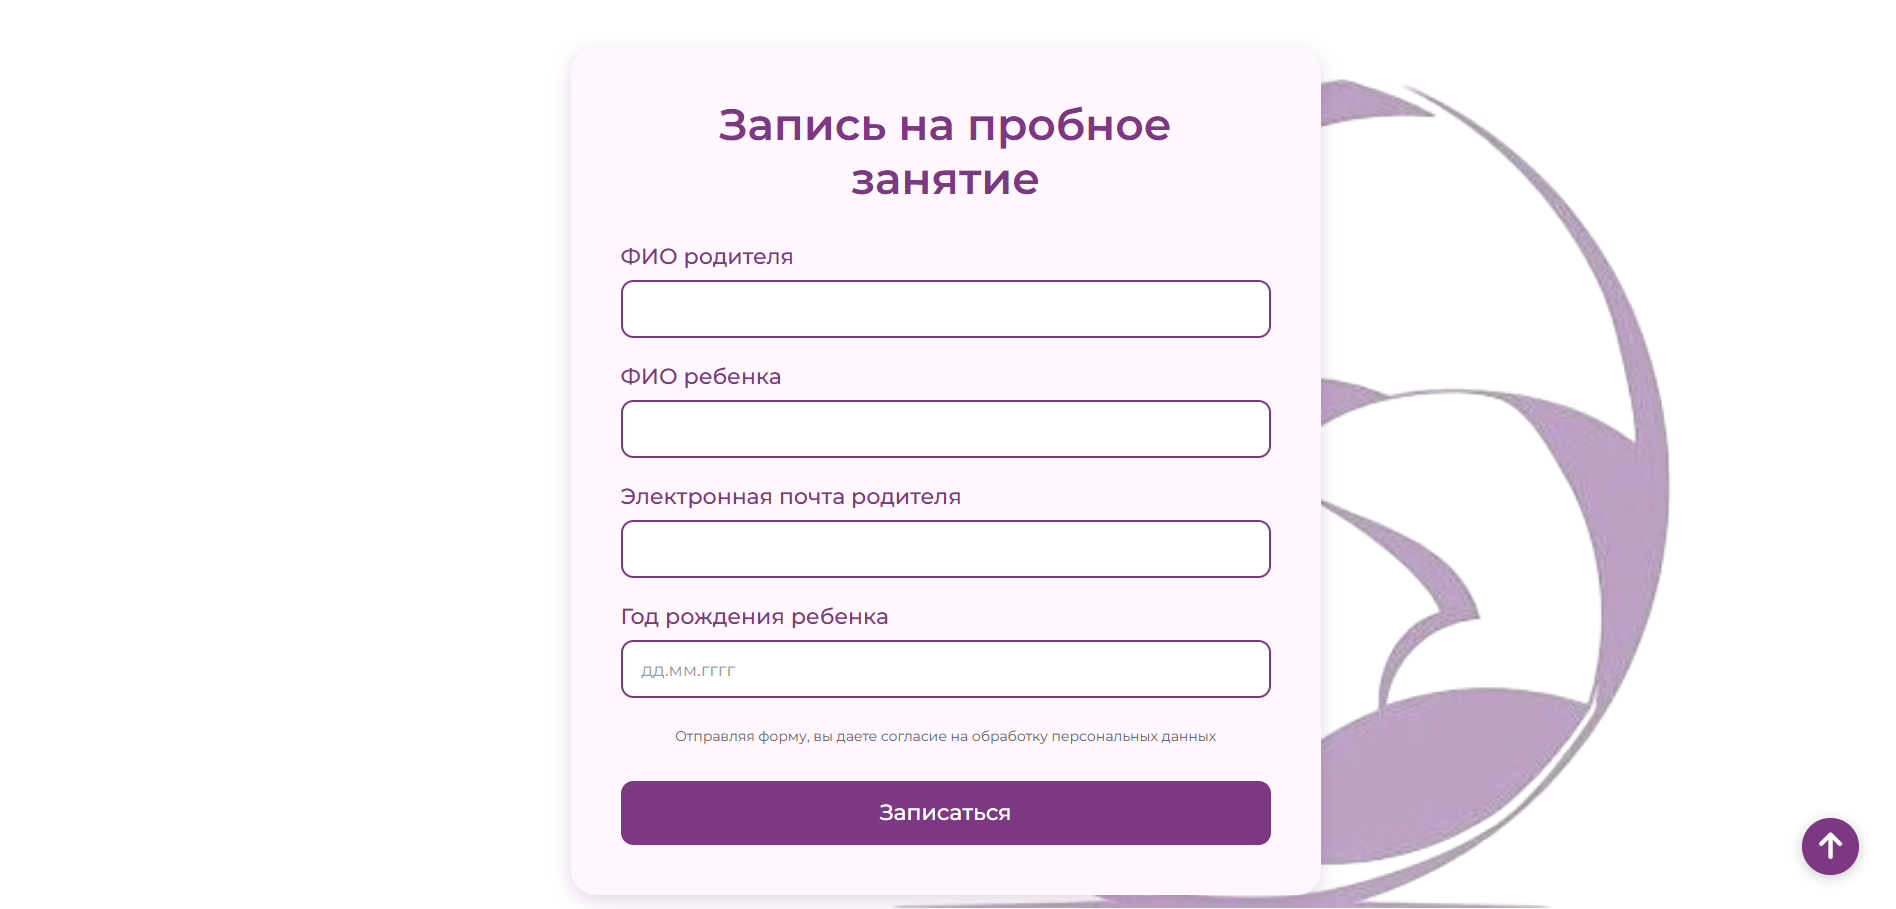 Запись на пробное
занятие
ФИО родителя
ФИО ребенка
Электронная почта родителя
Год рождения ребенка
дд.мм.гггг
Отправляя форму, вы даете согласие на обработку персональных данных
Записаться